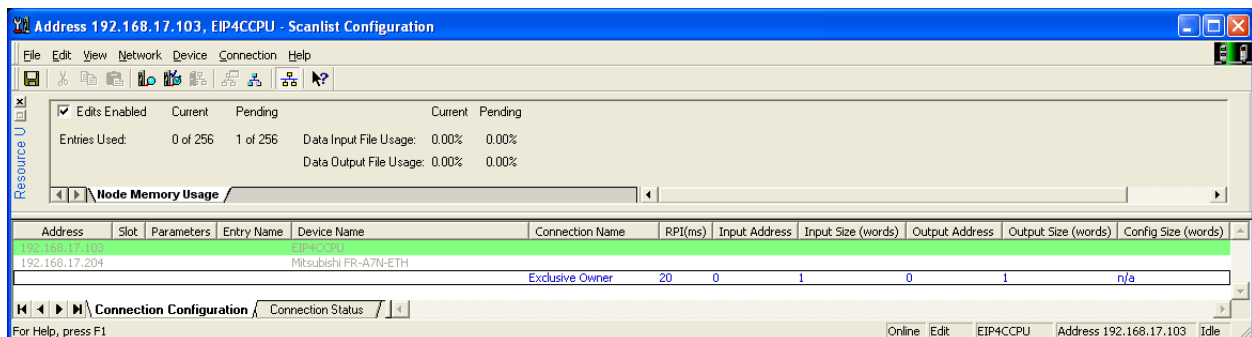 Address 192.168.17.103, EIP4CCPU - Scanlist Configuration
File Edit View Network Device Connection Help
Edits Enabled Current Pending Current Pending
Entries Used: 0 of 256 1 of 256 Data Input File Usage: 0.00% 0.00%
Data Output File Usage: 0.00% 0.00%
Resource U
Node Memory Usage
Address Slot Parameters Entry Name Device Name Connection Name RPI(ms) Input Address Input Size (words) Output Address Output Size (words) Config Size (words)
192.168.17.103 EIP4CCPU
192.168.17.204 Mitsubishi FR-A7N-ETH
Exclusive Owner 20 0 1 0 1 n/a
Connection Configuration Connection Status
For Help, press F1 Online Edit EIP4CCPU Address 192.168.17.103 Idle